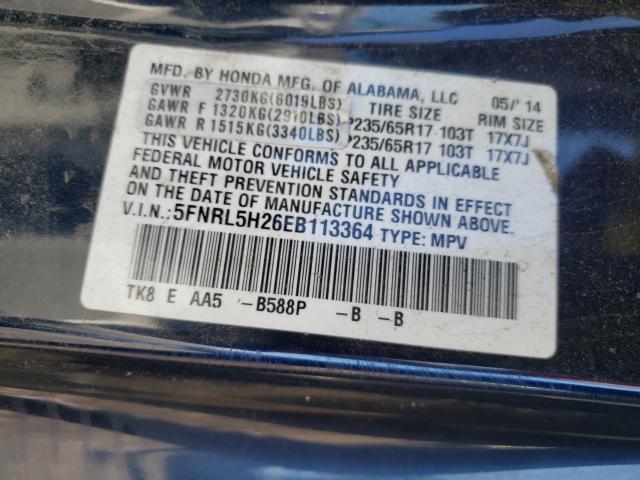 MFD. BY HONDA MFG. OF ALABAMA, LLC 05/'14
GVWR 2730KG(6019LBS) TIRE SIZE RIM SIZE
GAWR F 1320KG(2910LBS) P235/65R17 103T 17X7J
GAWR R 1515KG(3340LBS) P235/65R17 103T 17X7J
THIS VEHICLE CONFORMS TO ALL APPLICABLE
FEDERAL MOTOR VEHICLE SAFETY
AND THEFT PREVENTION STANDARDS IN EFFECT
ON THE DATE OF MANUFACTURE SHOWN ABOVE.
V.I.N.: 5FNRL5H26EB113364 TYPE: MPV
TK8 E AA5 -B588P -B -B